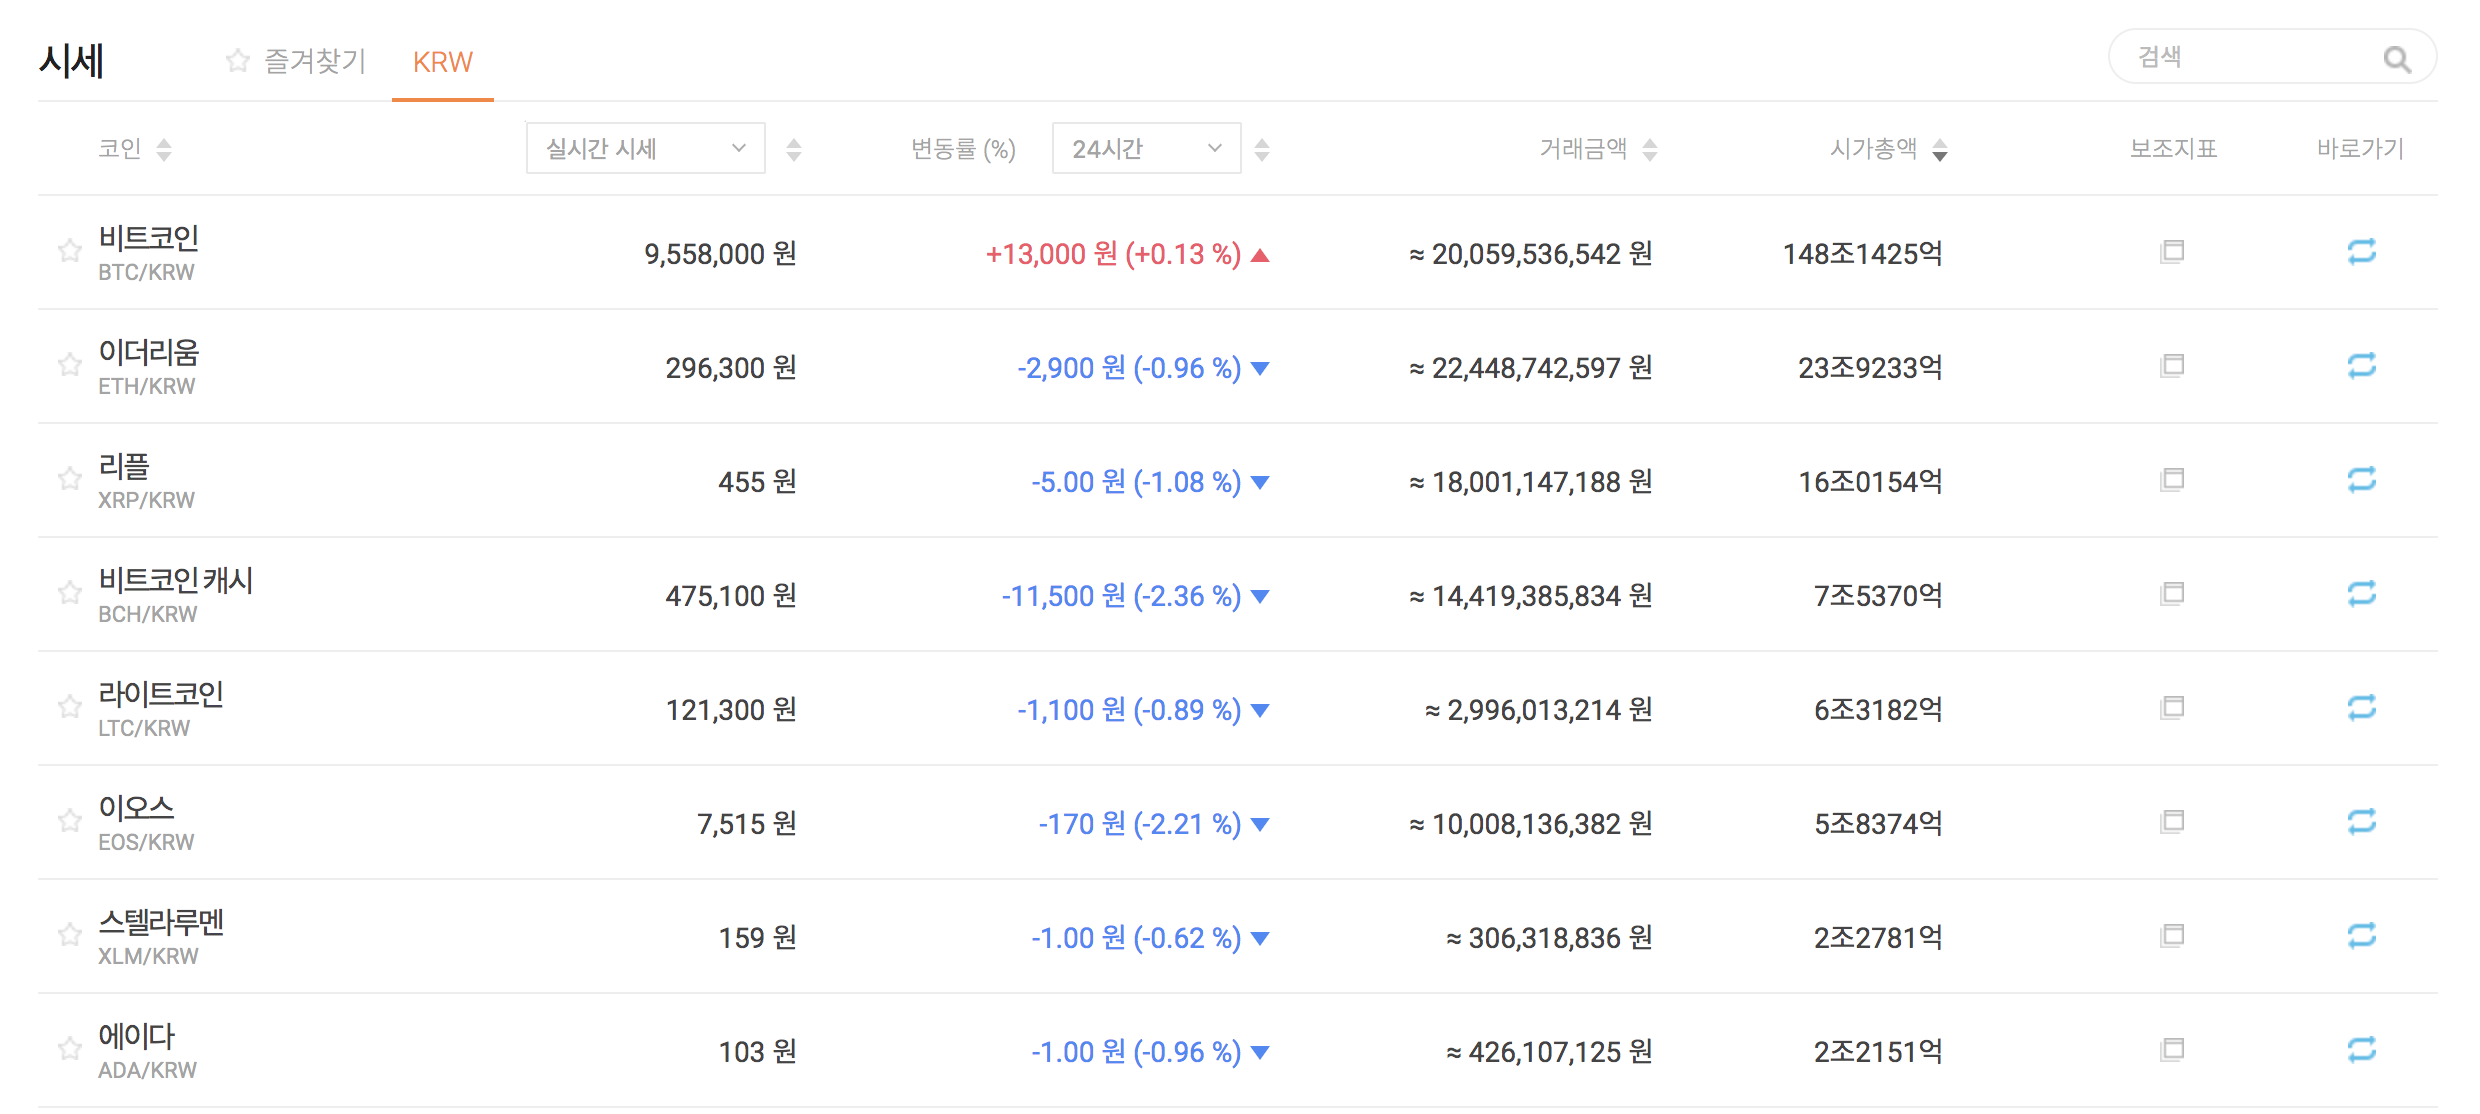 시세 즐겨찾기 KRW 검색
코인 실시간 시세 변동률 (%) 24시간 거래금액 시가총액 보조지표 바로가기
비트코인
BTC/KRW
9,558,000 원 +13,000 원 (+0.13 %) ▲ ≈ 20,059,536,542 원 148조1425억
이더리움
ETH/KRW
296,300 원 -2,900 원 (-0.96 %) ▼ ≈ 22,448,742,597 원 23조9233억
리플
XRP/KRW
455 원 -5.00 원 (-1.08 %) ▼ ≈ 18,001,147,188 원 16조0154억
비트코인 캐시
BCH/KRW
475,100 원 -11,500 원 (-2.36 %) ▼ ≈ 14,419,385,834 원 7조5370억
라이트코인
LTC/KRW
121,300 원 -1,100 원 (-0.89 %) ▼ ≈ 2,996,013,214 원 6조3182억
이오스
EOS/KRW
7,515 원 -170 원 (-2.21 %) ▼ ≈ 10,008,136,382 원 5조8374억
스텔라루멘
XLM/KRW
159 원 -1.00 원 (-0.62 %) ▼ ≈ 306,318,836 원 2조2781억
에이다
ADA/KRW
103 원 -1.00 원 (-0.96 %) ▼ ≈ 426,107,125 원 2조2151억